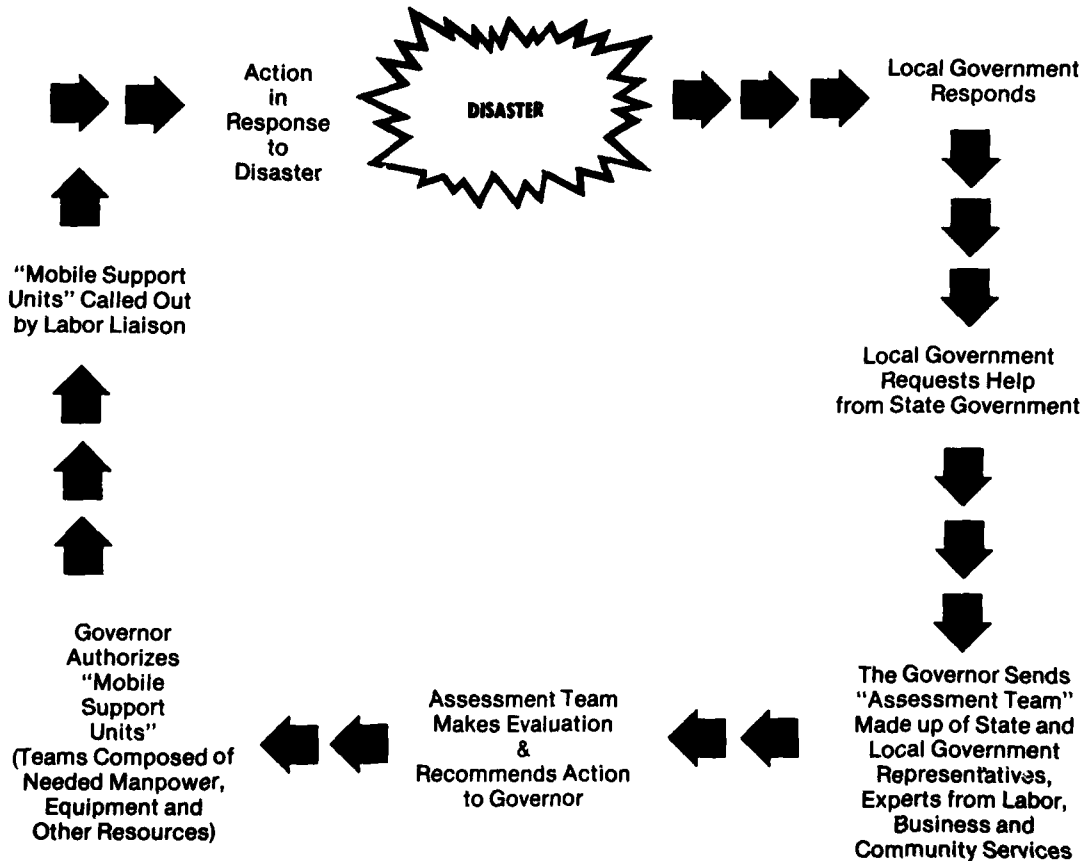 DISASTER
Local Government
Responds
Local Government
Requests Help
from State Government
The Governor Sends
"Assessment Team"
Made up of State and
Local Government
Representatives,
Experts from Labor,
Business and
Community Services
Assessment Team
Makes Evaluation
&
Recommends Action
to Governor
Governor
Authorizes
"Mobile
Support
Units"
(Teams Composed of
Needed Manpower,
Equipment and
Other Resources)
"Mobile Support
Units" Called Out
by Labor Liaison
Action
in
Response
to
Disaster